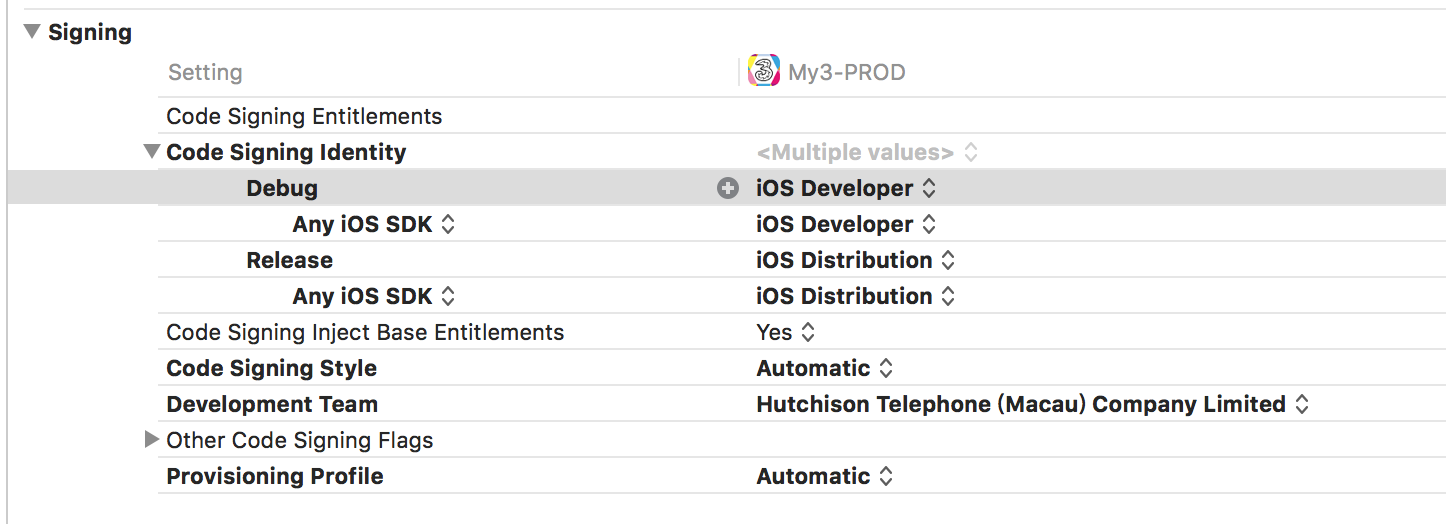 Signing
Setting 3 My3-PROD
Code Signing Entitlements
Code Signing Identity <Multiple values>
Debug iOS Developer
Any iOS SDK iOS Developer
Release iOS Distribution
Any iOS SDK iOS Distribution
Code Signing Inject Base Entitlements Yes
Code Signing Style Automatic
Development Team Hutchison Telephone (Macau) Company Limited
Other Code Signing Flags
Provisioning Profile Automatic